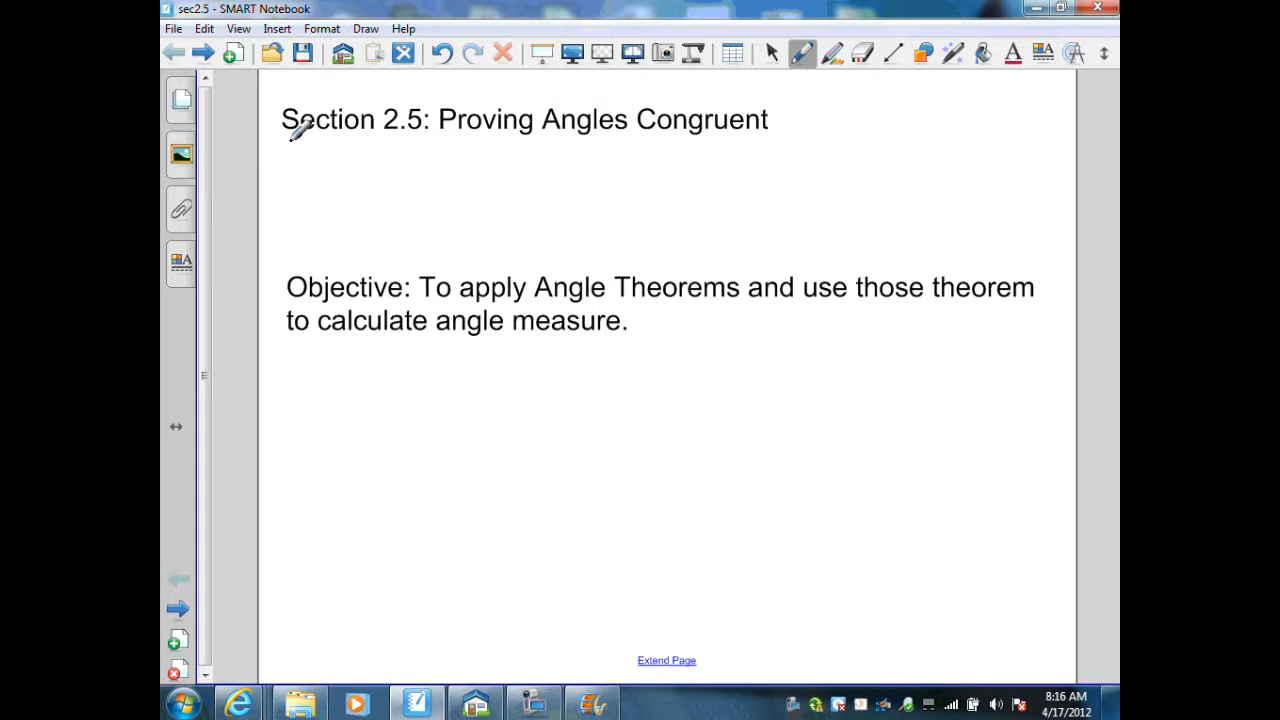 sec2.5 - SMART Notebook
File Edit View Insert Format Draw Help
Section 2.5: Proving Angles Congruent
Objective: To apply Angle Theorems and use those theorem
to calculate angle measure.
Extend Page
8:16 AM
4/17/2012